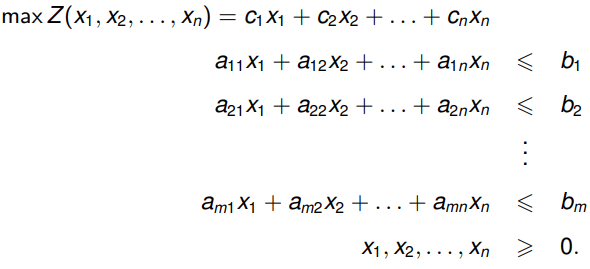 max Z(x₁, x₂, . . . , xₙ) = c₁x₁ + c₂x₂ + . . . + cₙxₙ
a₁₁x₁ + a₁₂x₂ + . . . + a₁ₙxₙ ⩽ b₁
a₂₁x₁ + a₂₂x₂ + . . . + a₂ₙxₙ ⩽ b₂
⋮
aₘ₁x₁ + aₘ₂x₂ + . . . + aₘₙxₙ ⩽ bₘ
x₁, x₂, . . . , xₙ ⩾ 0.